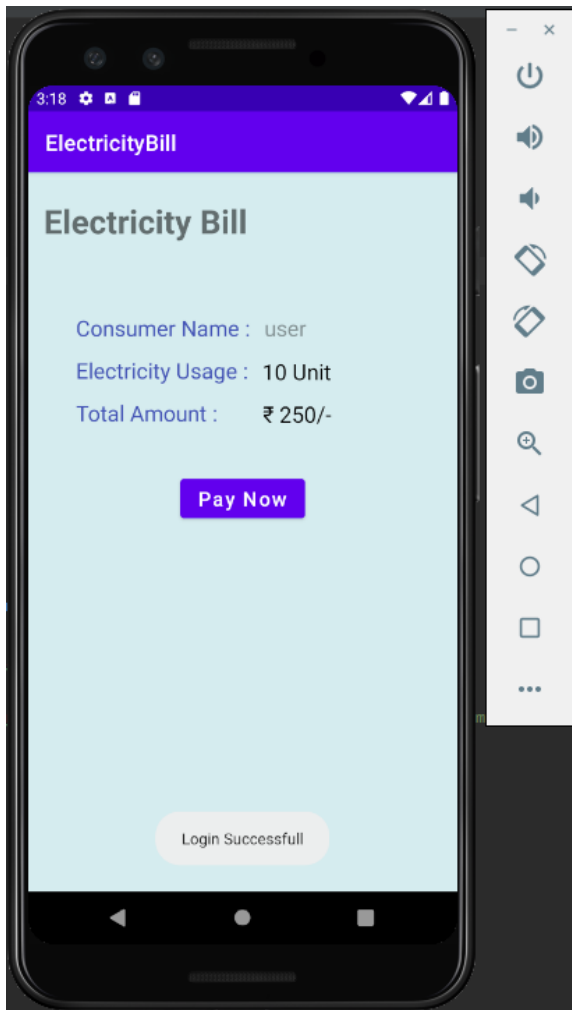 3:18
ElectricityBill
Electricity Bill
Consumer Name : user
Electricity Usage : 10 Unit
Total Amount : ₹ 250/-
Pay Now
m
Login Successfull